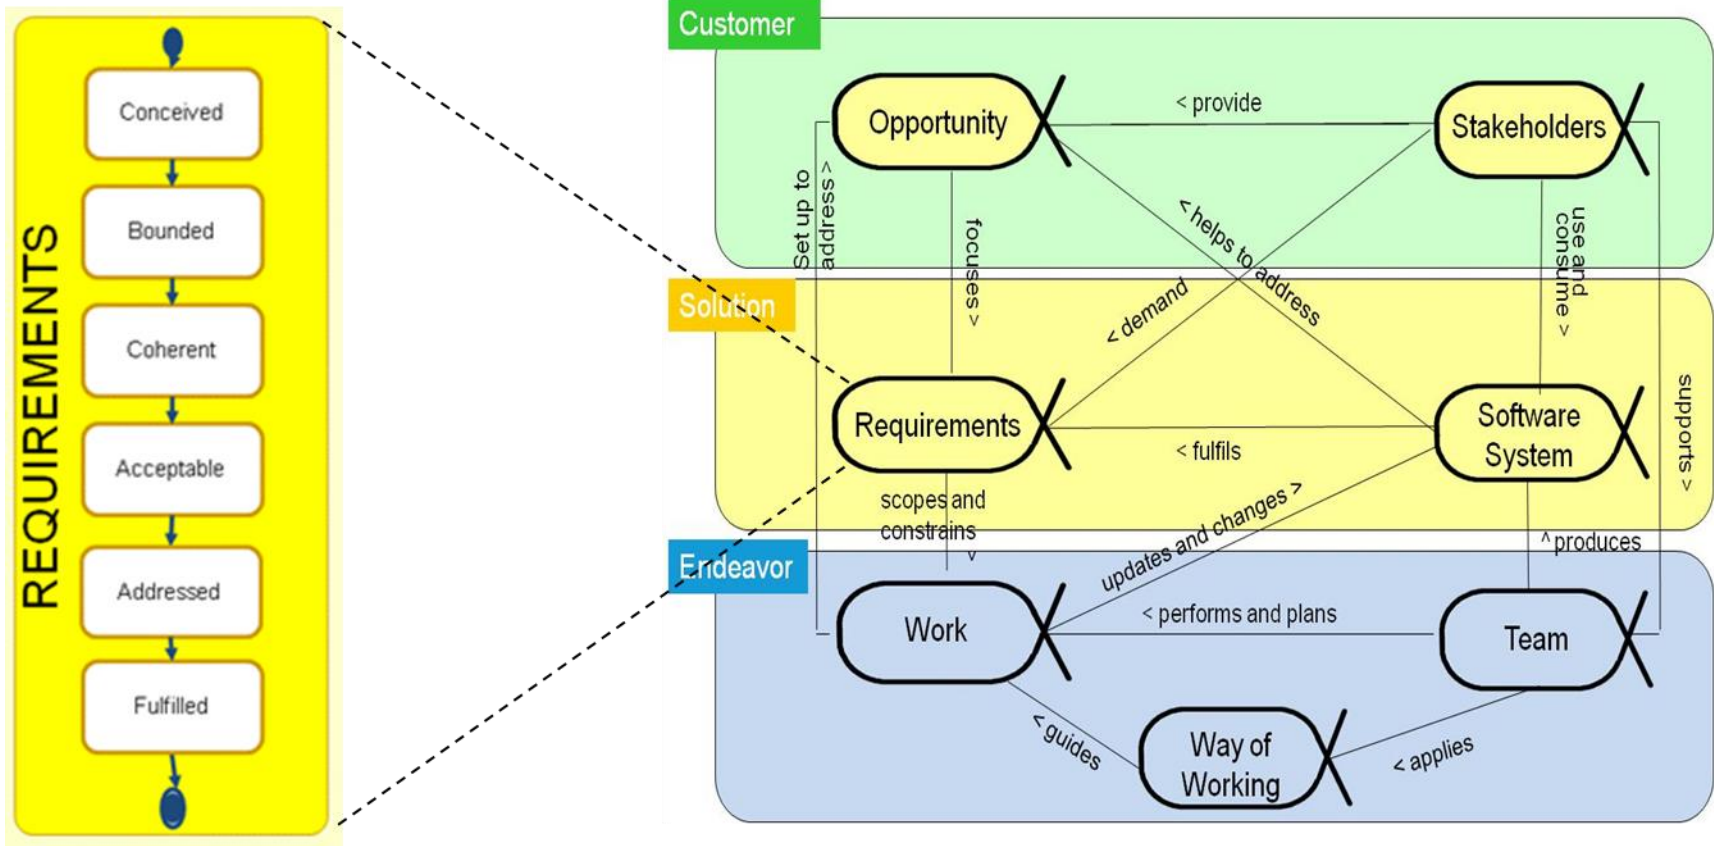 REQUIREMENTS
Conceived
Bounded
Coherent
Acceptable
Addressed
Fulfilled
Customer
Opportunity
< provide
Stakeholders
Set up to
address >
focuses >
< helps to address
< demand
use and
consume >
Solution
Requirements
< fulfils
Software
System
supports >
scopes and
constrains
v
updates and changes >
^ produces
Endeavor
Work
< performs and plans
Team
< guides
Way of
Working
< applies